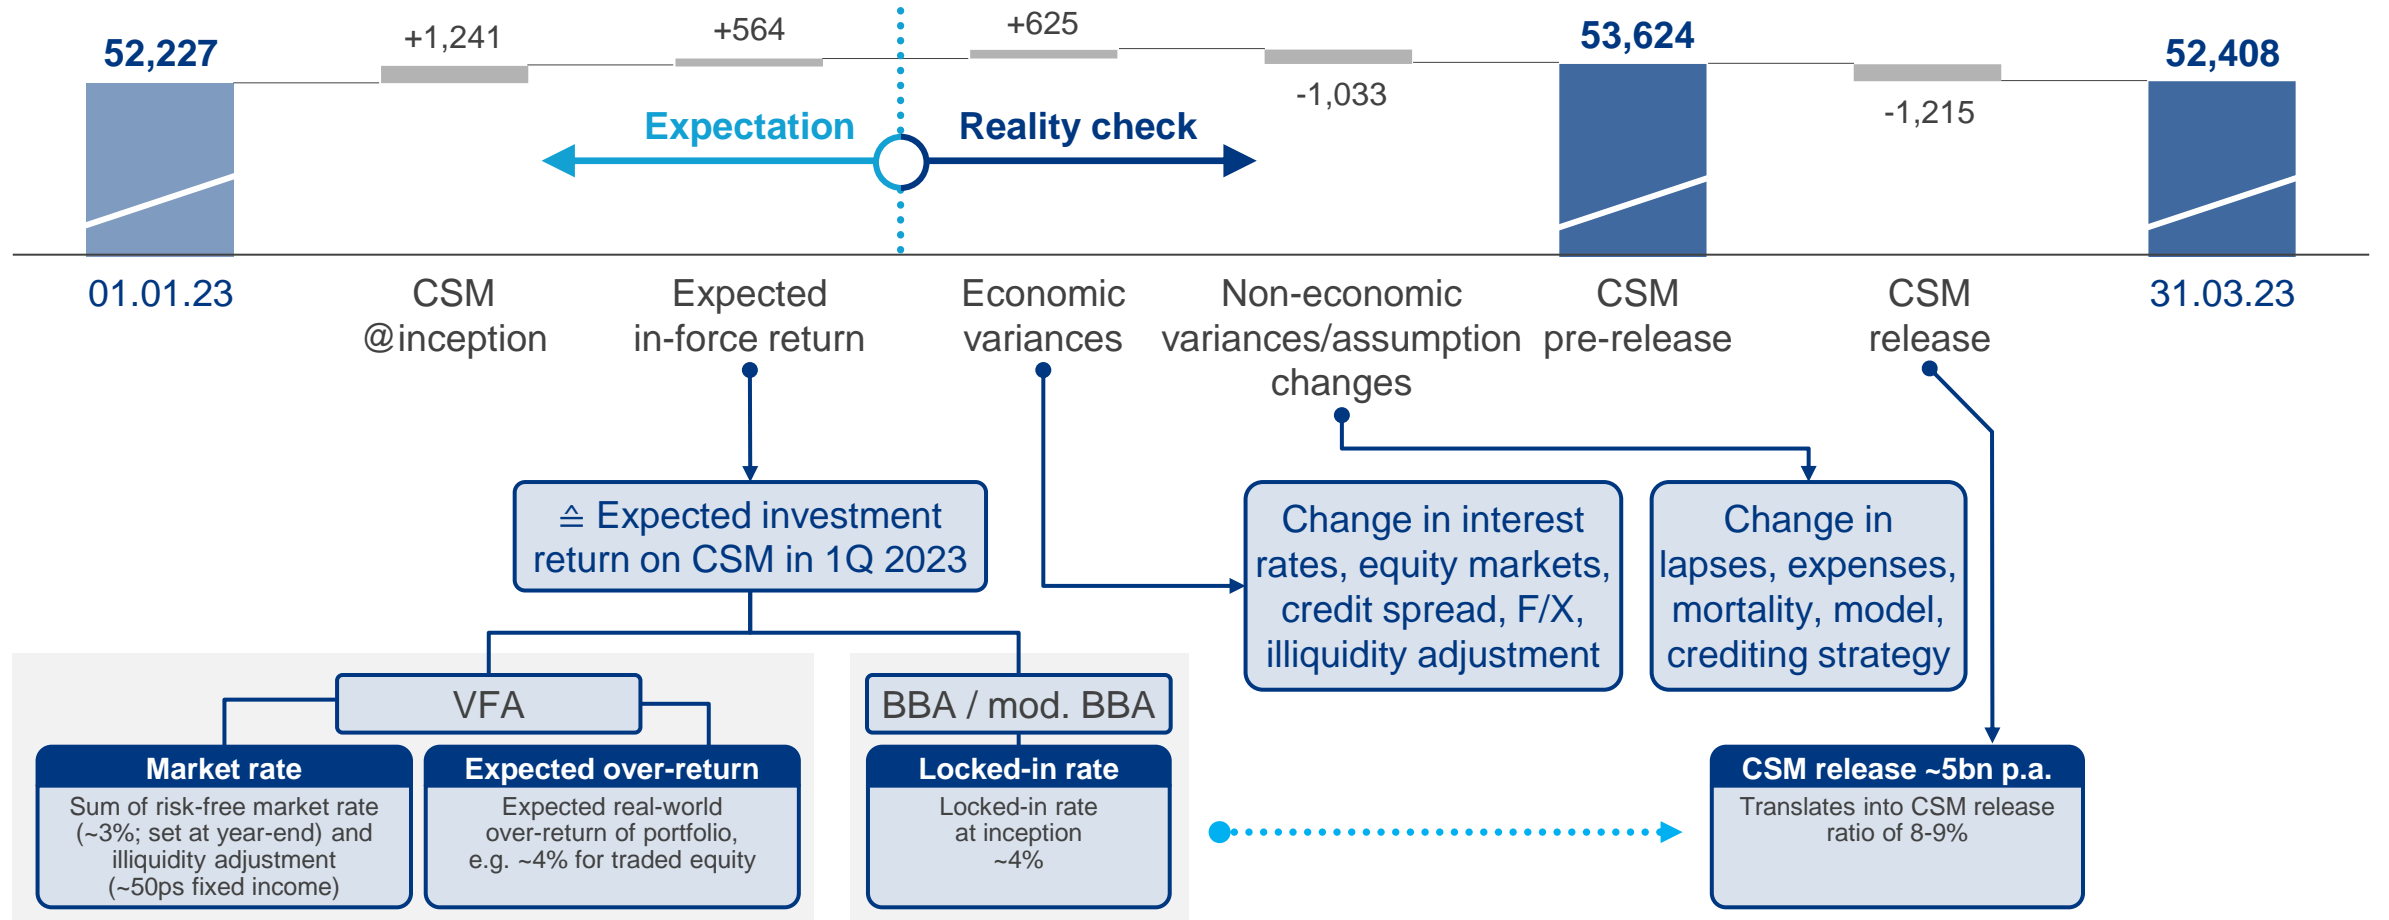 52,227
+1,241
+564
+625
-1,033
53,624
-1,215
52,408
Expectation
Reality check
01.01.23
CSM
@inception
Expected
in-force return
Economic
variances
Non-economic
variances/assumption
changes
CSM
pre-release
CSM
release
31.03.23
≙ Expected investment
return on CSM in 1Q 2023
Change in interest
rates, equity markets,
credit spread, F/X,
illiquidity adjustment
Change in
lapses, expenses,
mortality, model,
crediting strategy
VFA
BBA / mod. BBA
Market rate
Sum of risk-free market rate
(~3%; set at year-end) and
illiquidity adjustment
(~50ps fixed income)
Expected over-return
Expected real-world
over-return of portfolio,
e.g. ~4% for traded equity
Locked-in rate
Locked-in rate
at inception
~4%
CSM release ~5bn p.a.
Translates into CSM release
ratio of 8-9%